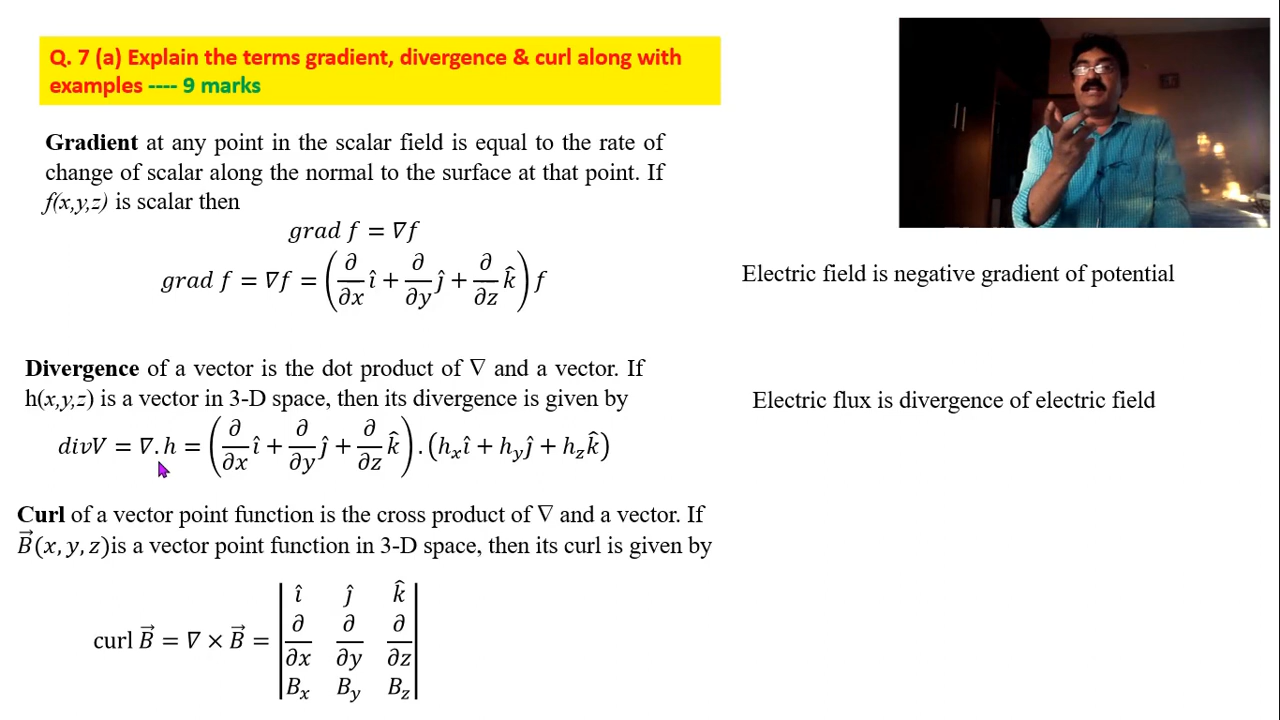 Q. 7 (a) Explain the terms gradient, divergence & curl along with
examples ---- 9 marks
Gradient at any point in the scalar field is equal to the rate of
change of scalar along the normal to the surface at that point. If
f(x,y,z) is scalar then
grad f = ∇f
grad f = ∇f = (∂/∂x î + ∂/∂y ĵ + ∂/∂z k̂) f
Electric field is negative gradient of potential
Divergence of a vector is the dot product of ∇ and a vector. If
h(x,y,z) is a vector in 3-D space, then its divergence is given by
divV = ∇.h = (∂/∂x î + ∂/∂y ĵ + ∂/∂z k̂).(hₓî + h_yĵ + h_zk̂)
Electric flux is divergence of electric field
Curl of a vector point function is the cross product of ∇ and a vector. If
B⃗(x, y, z)is a vector point function in 3-D space, then its curl is given by
curl B⃗ = ∇ × B⃗ =
î ĵ k̂
∂/∂x ∂/∂y ∂/∂z
Bₓ B_y B_z